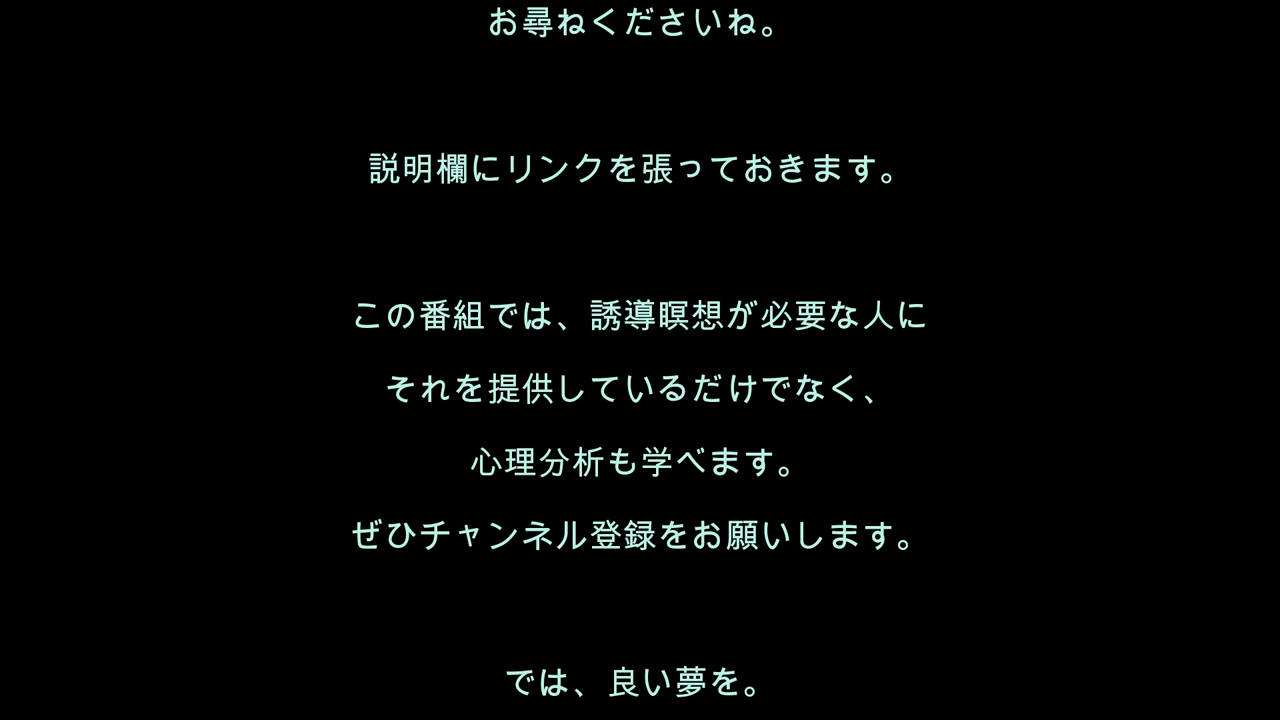 お尋ねくださいね。
説明欄にリンクを張っておきます。
この番組では、誘導瞑想が必要な人に
それを提供しているだけでなく、
心理分析も学べます。
ぜひチャンネル登録をお願いします。
では、良い夢を。